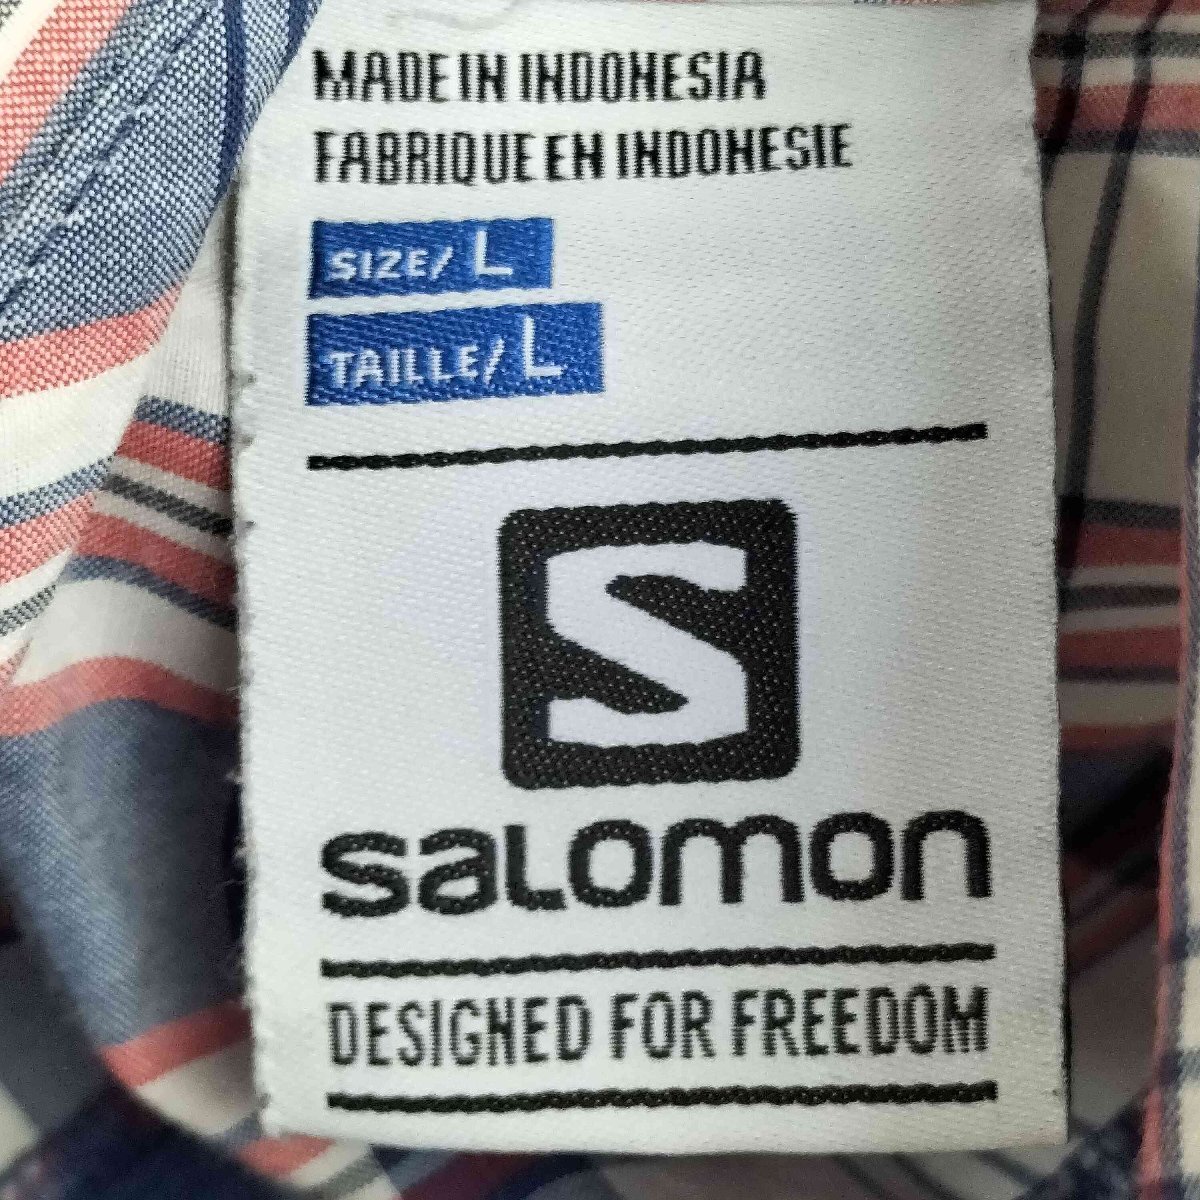 MADE IN INDONESIA
FABRIQUE EN INDONESIE
SIZE/ L
TAILLE/ L
S
SALOMON
DESIGNED FOR FREEDOM